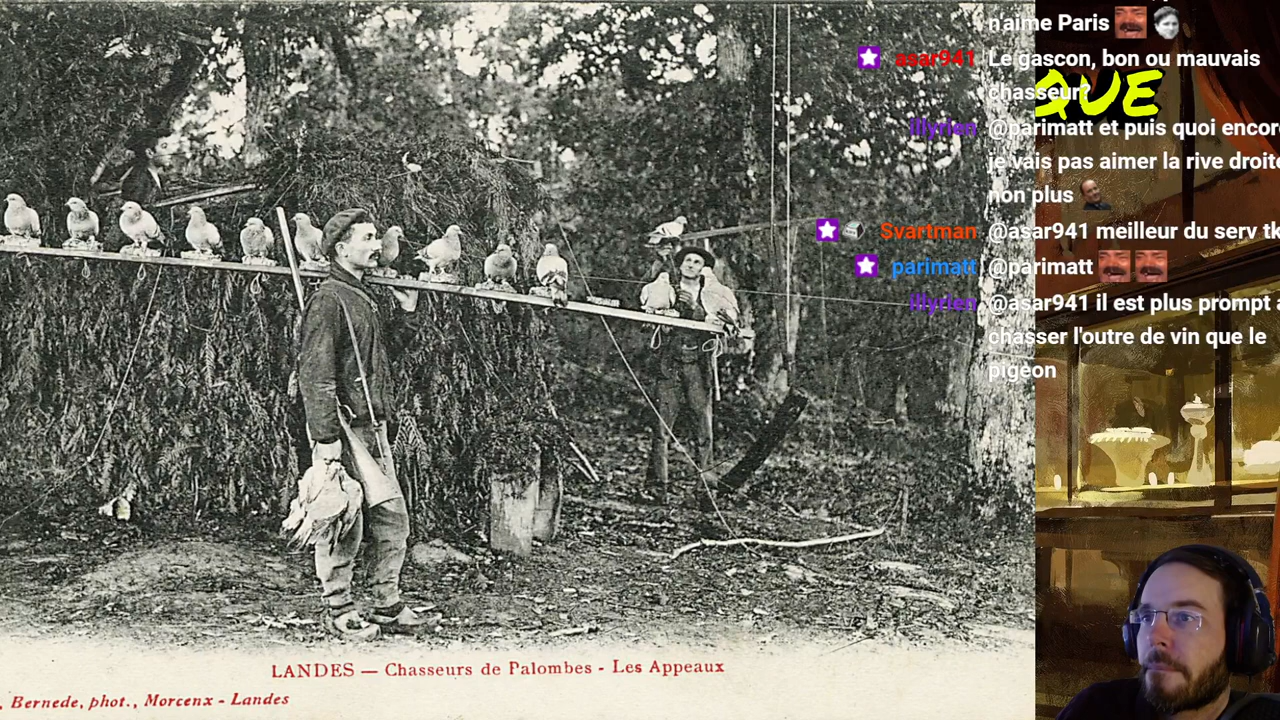 n'aime Paris
asar941 Le gascon, bon ou mauvais
chasseur?
QUE
illyrien @parimatt et puis quoi encor
je vais pas aimer la rive droite
non plus
Svartman @asar941 meilleur du serv tk
parimatt @parimatt
illyrien @asar941 il est plus prompt a
chasser l'outre de vin que le
pigeon
LANDES — Chasseurs de Palombes - Les Appeaux
, Bernede, phot., Morcenx - Landes